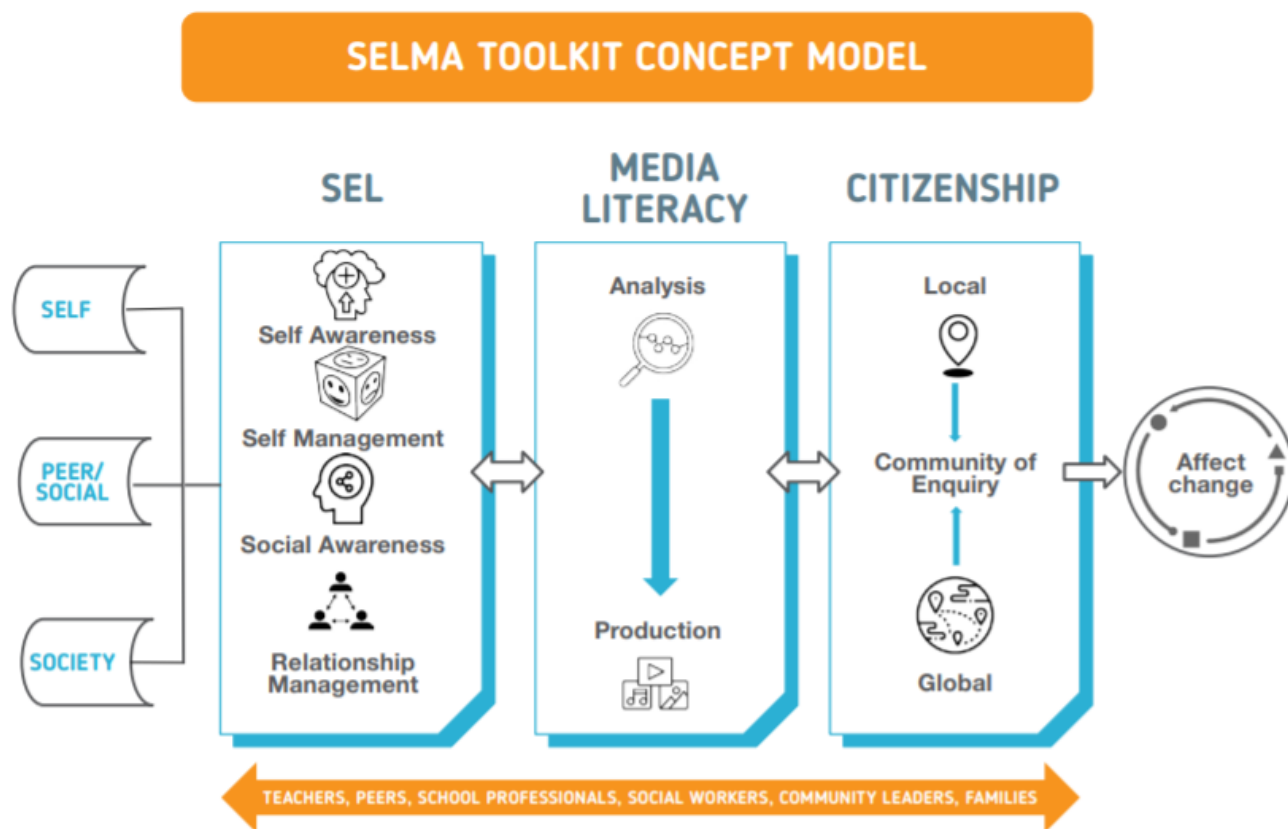 SELMA TOOLKIT CONCEPT MODEL
SEL
MEDIA
LITERACY
CITIZENSHIP
SELF
PEER/
SOCIAL
SOCIETY
Self Awareness
Self Management
Social Awareness
Relationship
Management
Analysis
Production
Local
Community of
Enquiry
Global
Affect
change
TEACHERS, PEERS, SCHOOL PROFESSIONALS, SOCIAL WORKERS, COMMUNITY LEADERS, FAMILIES